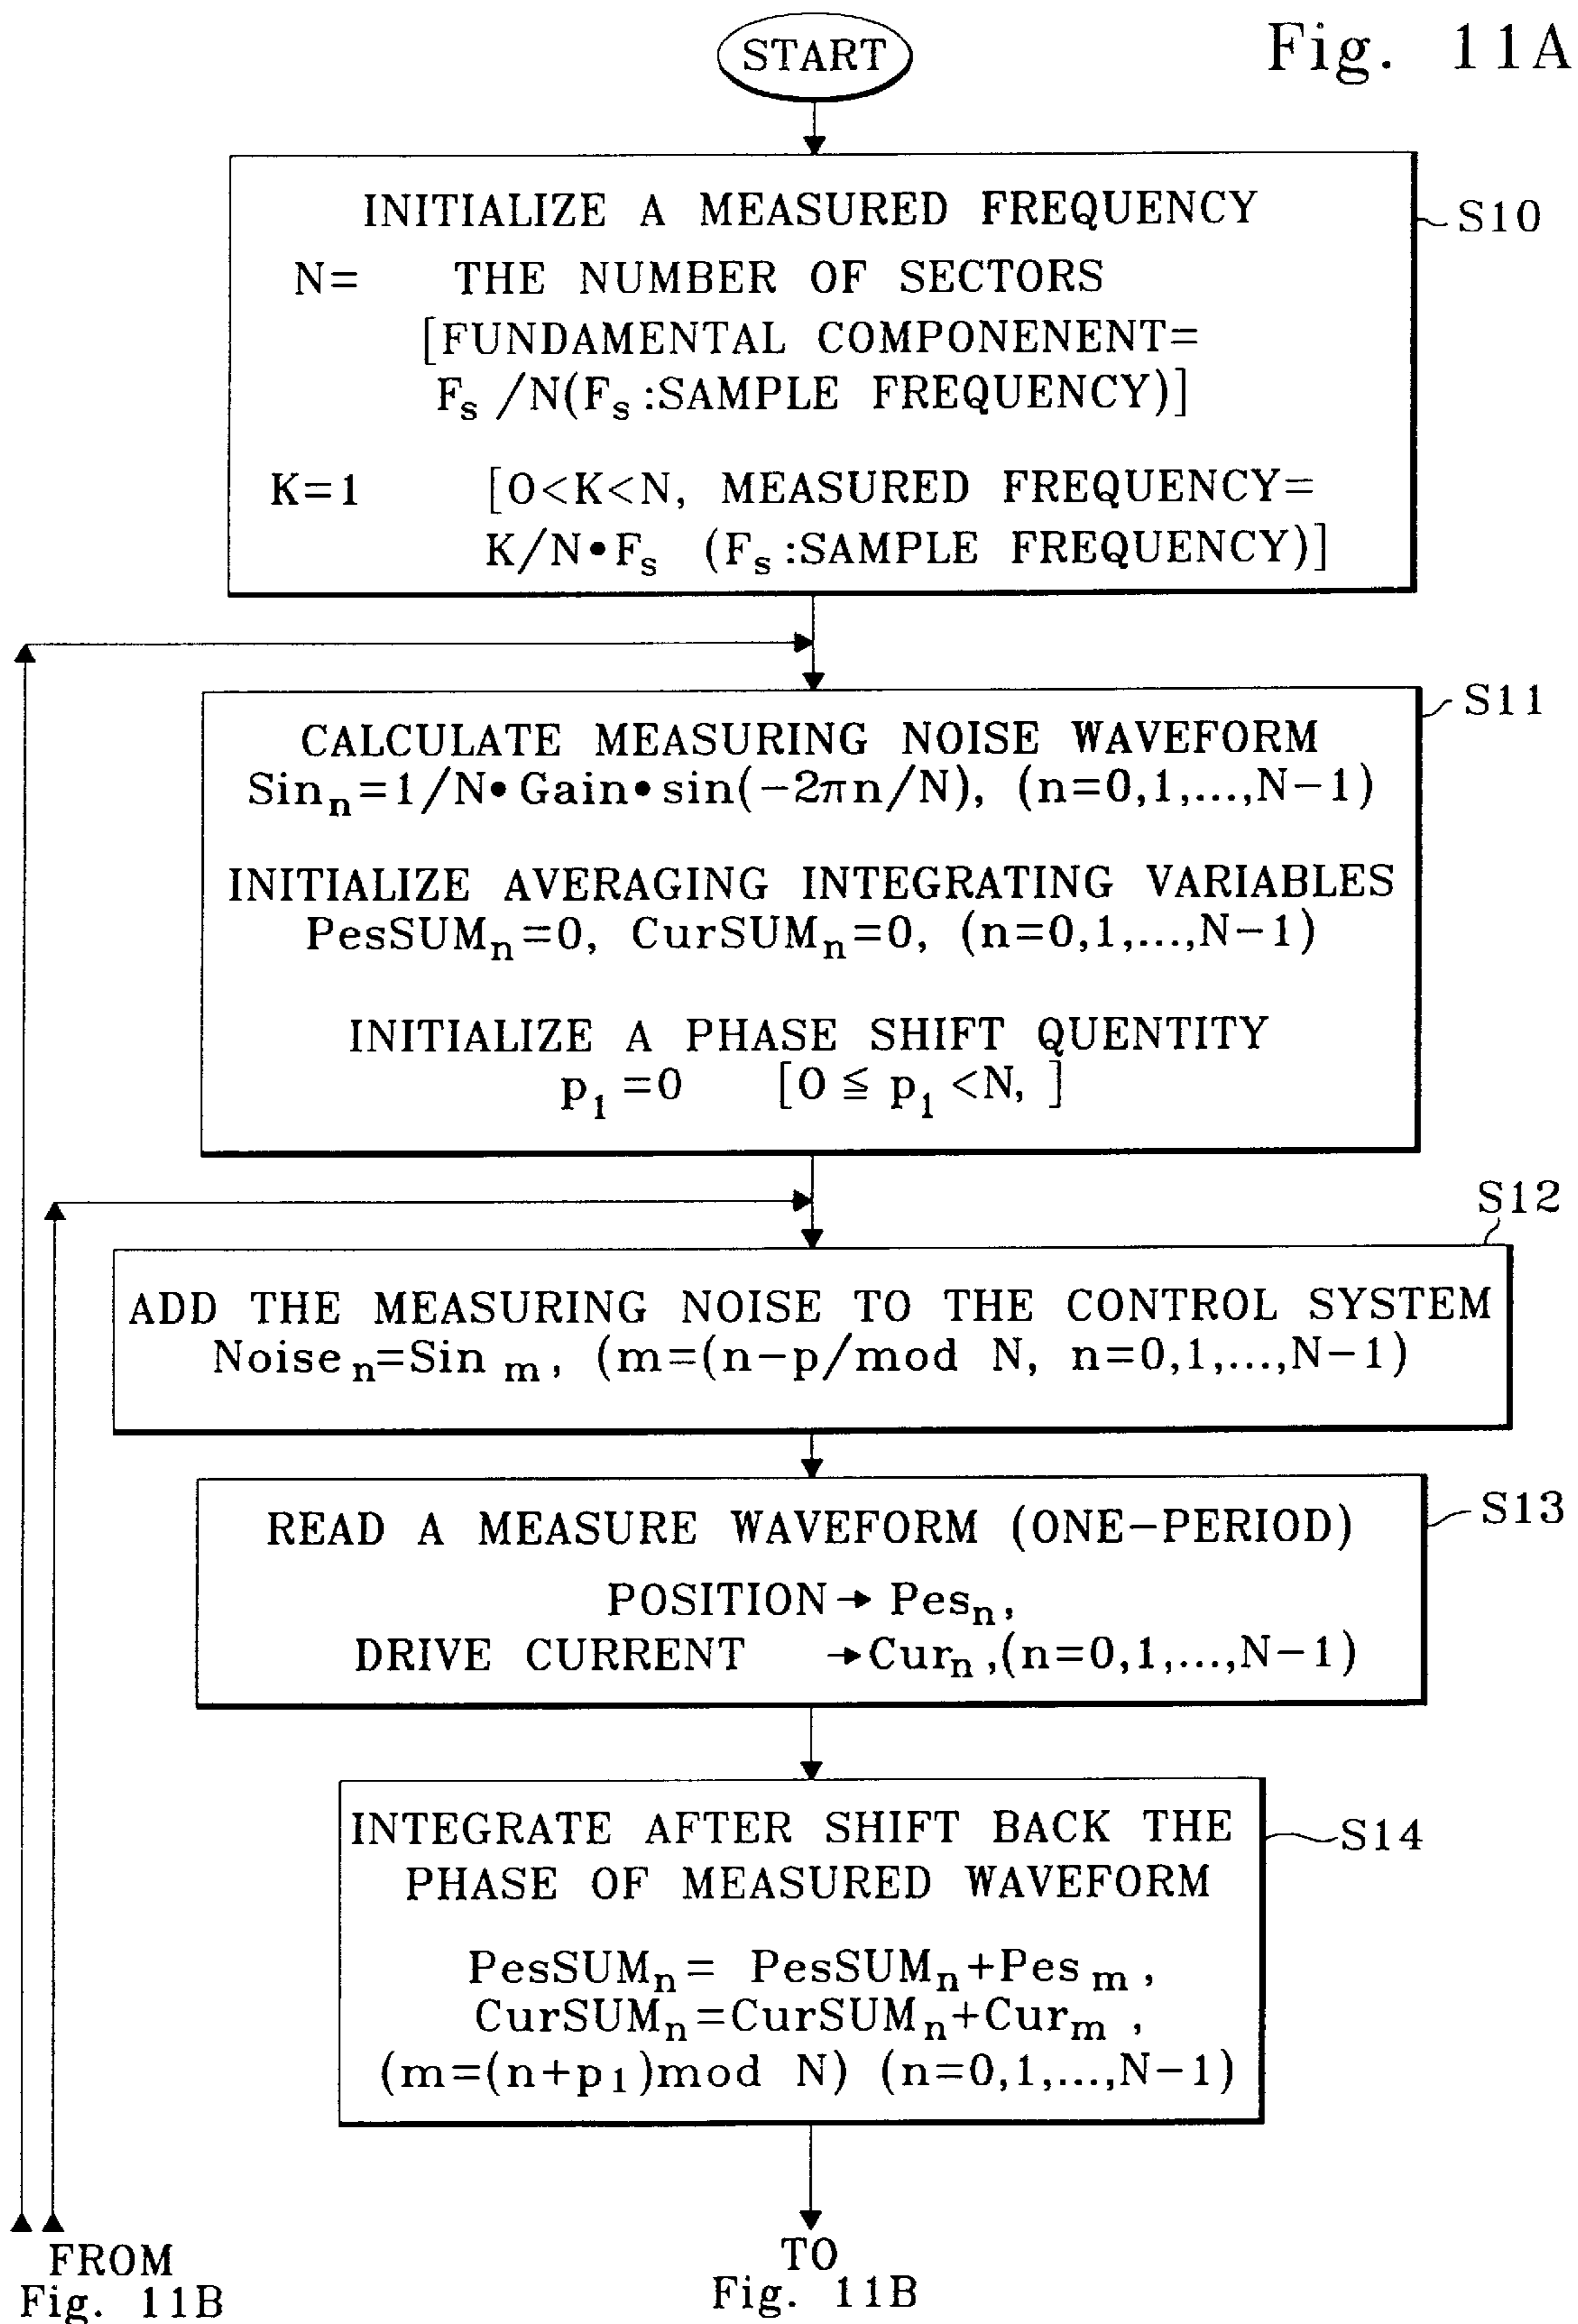 START
Fig. 11A
INITIALIZE A MEASURED FREQUENCY
N= THE NUMBER OF SECTORS
[FUNDAMENTAL COMPONENENT=
Fs /N(Fs :SAMPLE FREQUENCY)]
K=1 [0<K<N, MEASURED FREQUENCY=
K/N•Fs (Fs :SAMPLE FREQUENCY)]
S10
CALCULATE MEASURING NOISE WAVEFORM
Sinn=1/N•Gain•sin(-2πn/N), (n=0,1,...,N-1)
INITIALIZE AVERAGING INTEGRATING VARIABLES
PesSUMn=0, CurSUMn=0, (n=0,1,...,N-1)
INITIALIZE A PHASE SHIFT QUENTITY
p1 =0 [0 ≦ p1 <N, ]
S11
S12
ADD THE MEASURING NOISE TO THE CONTROL SYSTEM
Noisen=Sin m, (m=(n-p/mod N, n=0,1,...,N-1)
READ A MEASURE WAVEFORM (ONE-PERIOD)
POSITION→ Pesn,
DRIVE CURRENT →Curn ,(n=0,1,...,N-1)
S13
INTEGRATE AFTER SHIFT BACK THE
PHASE OF MEASURED WAVEFORM
PesSUMn= PesSUMn+Pes m ,
CurSUMn=CurSUMn+Curm ,
(m=(n+p1)mod N) (n=0,1,...,N-1)
S14
FROM
Fig. 11B
TO
Fig. 11B